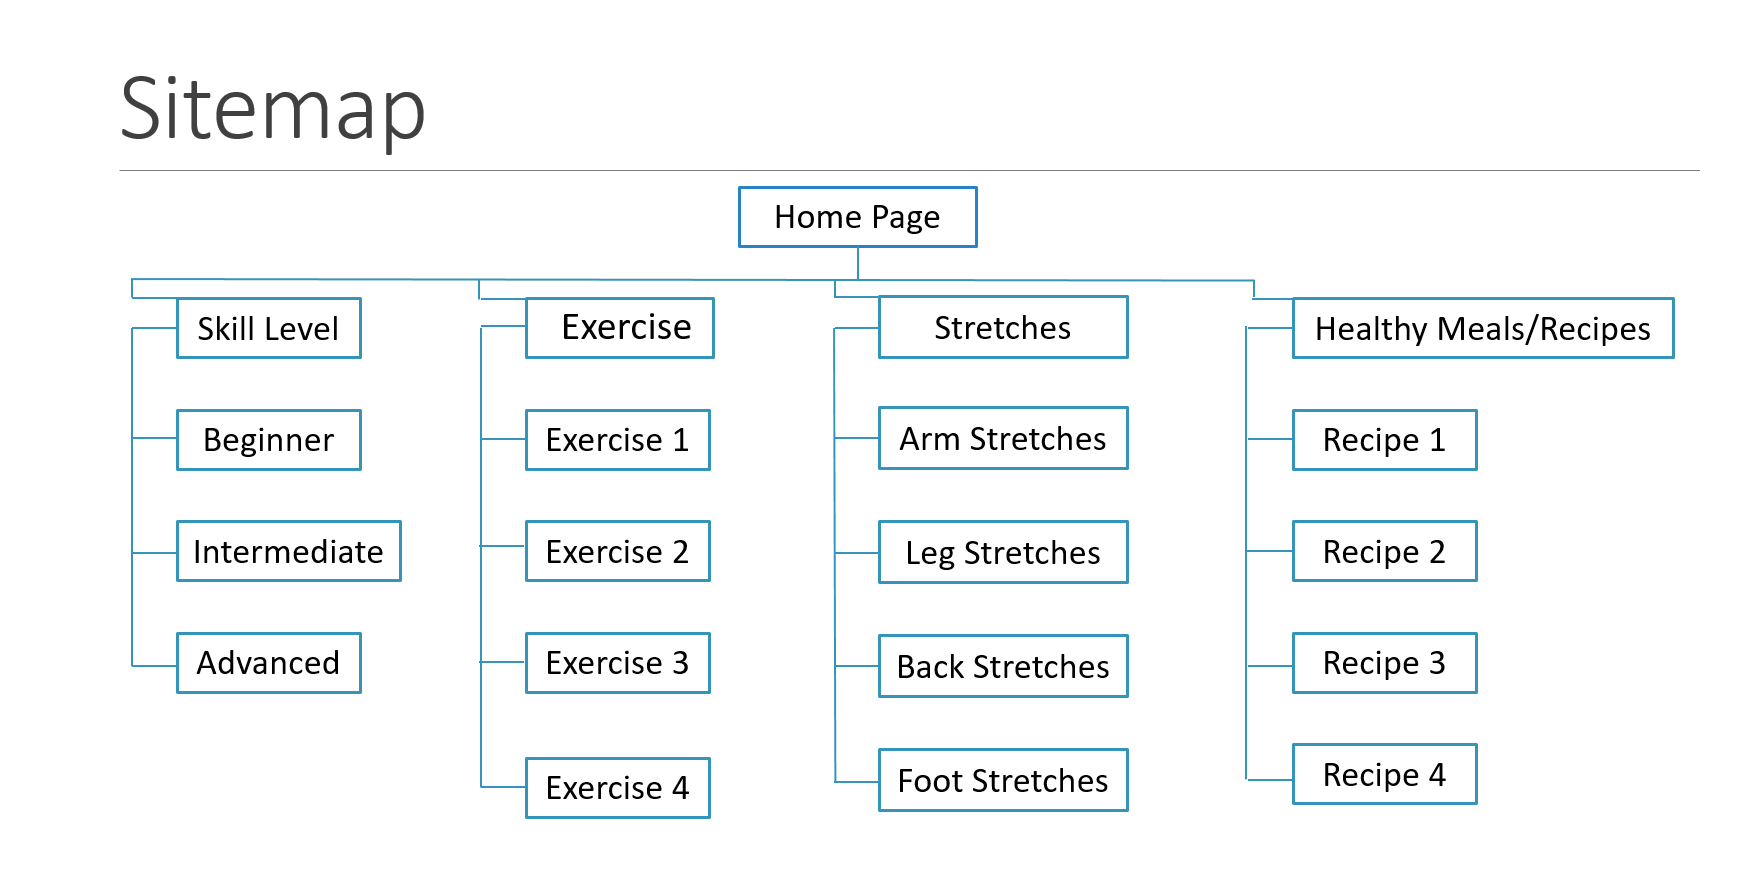 Sitemap
Home Page
Skill Level
Beginner
Intermediate
Advanced
Exercise
Exercise 1
Exercise 2
Exercise 3
Exercise 4
Stretches
Arm Stretches
Leg Stretches
Back Stretches
Foot Stretches
Healthy Meals/Recipes
Recipe 1
Recipe 2
Recipe 3
Recipe 4